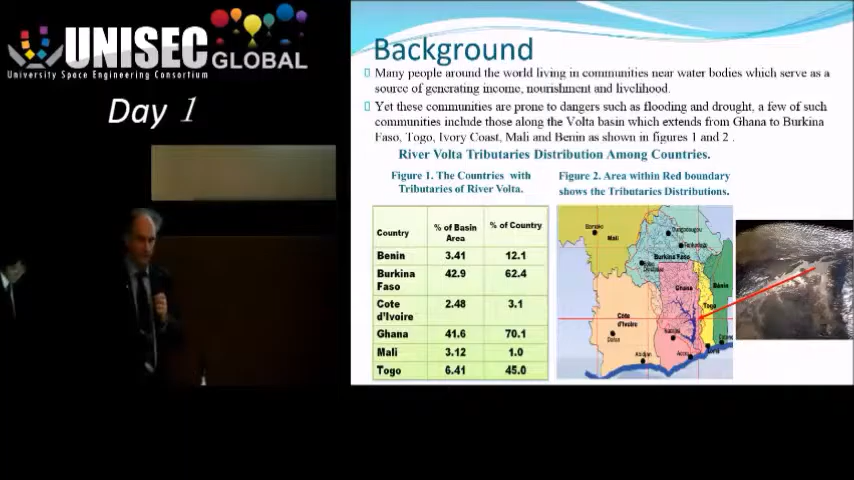 UNISEC
GLOBAL
University Space Engineering Consortium
Day 1
Background
Many people around the world living in communities near water bodies which serve as a
source of generating income, nourishment and livelihood.
Yet these communities are prone to dangers such as flooding and drought, a few of such
communities include those along the Volta basin which extends from Ghana to Burkina
Faso, Togo, Ivory Coast, Mali and Benin as shown in figures 1 and 2 .
River Volta Tributaries Distribution Among Countries.
Figure 1. The Countries with
Tributaries of River Volta.
Figure 2. Area within Red boundary
shows the Tributaries Distributions.
Country % of Basin Area % of Country
Benin 3.41 12.1
Burkina Faso 42.9 62.4
Cote d'Ivoire 2.48 3.1
Ghana 41.6 70.1
Mali 3.12 1.0
Togo 6.41 45.0
Bamako
Mali
Ouagadougou
Burkina Faso
Ghana
Benin
Togo
Côte
d'Ivoire
Abidjan